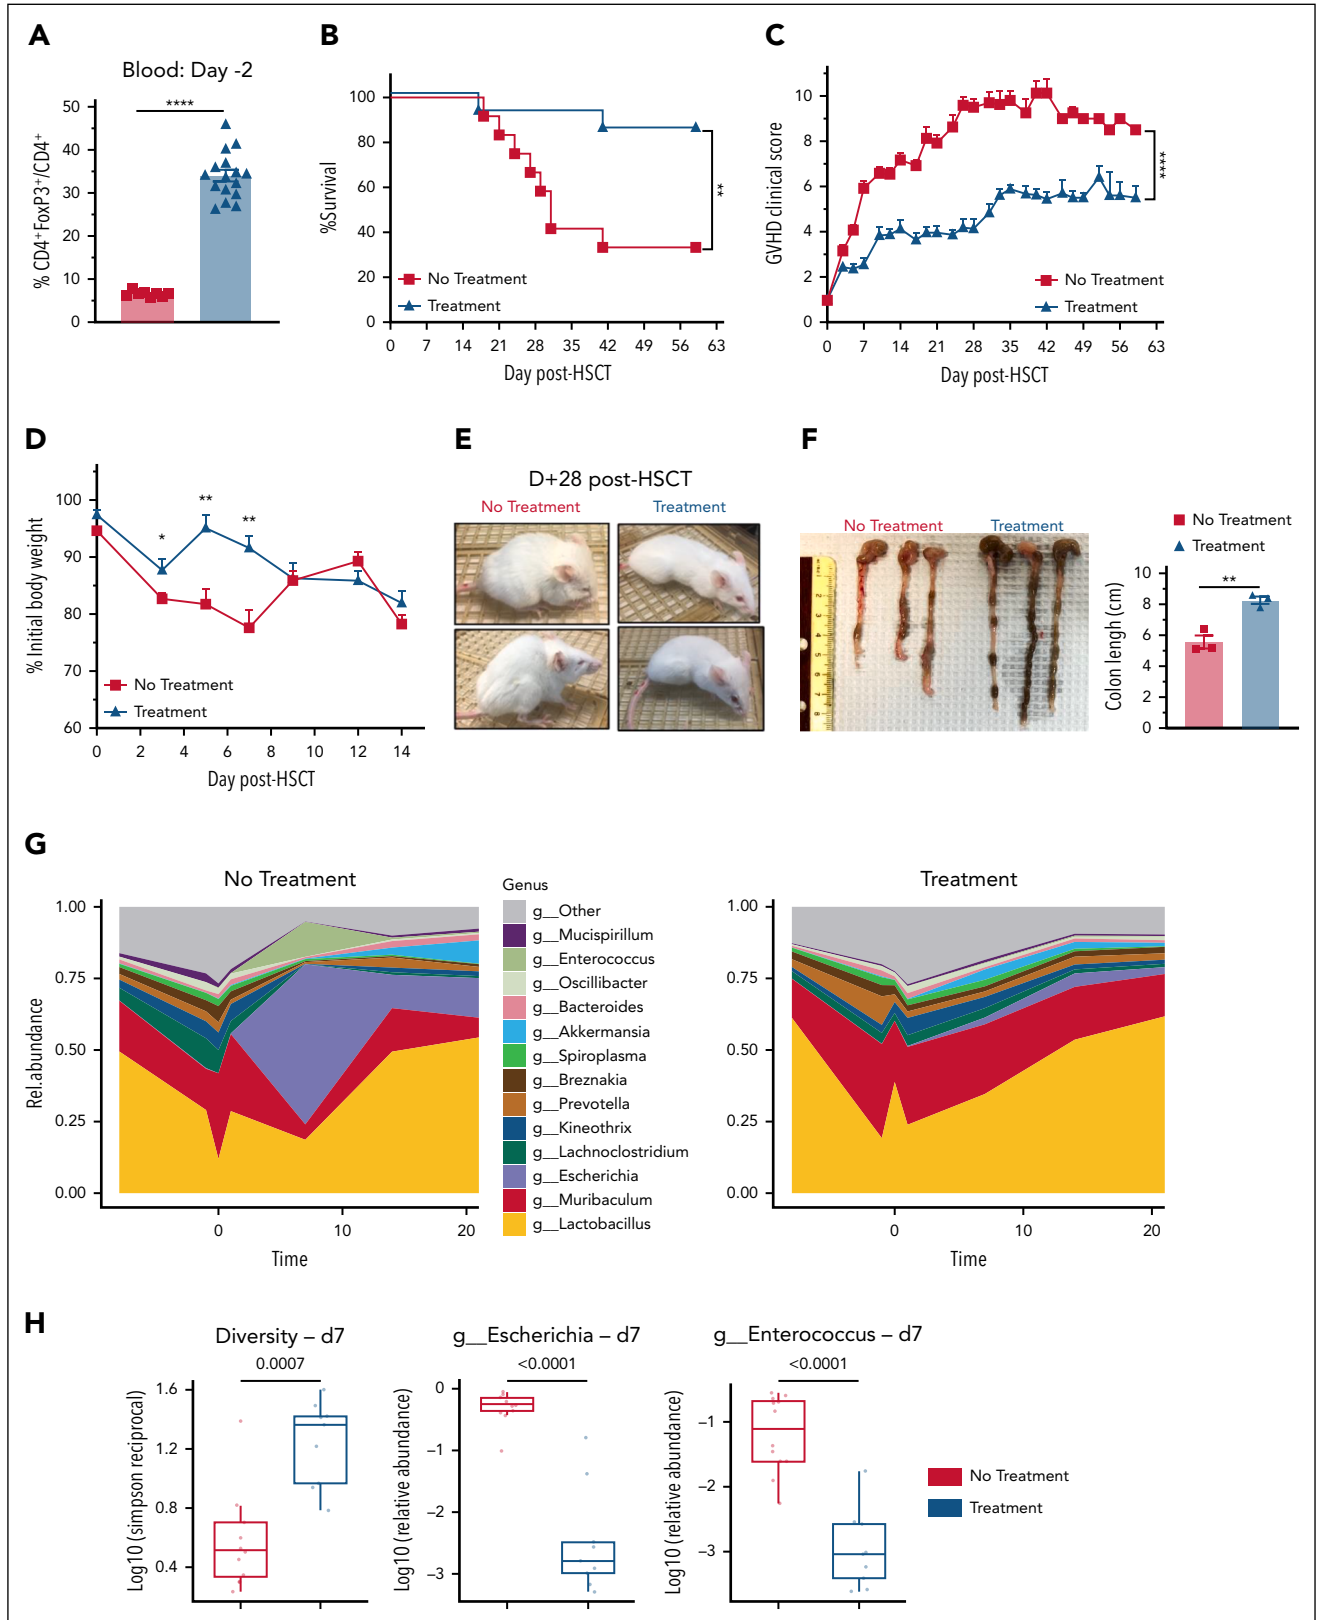 A
Blood: Day -2
% CD4+ FoxP3+/CD4+
50
40
30
20
10
0
****
B
%Survival
100
80
60
40
20
0
No Treatment
Treatment
**
0 7 14 21 28 35 42 49 56 63
Day post-HSCT
C
GVHD clinical score
10
8
6
4
2
0
No Treatment
Treatment
****
0 7 14 21 28 35 42 49 56 63
Day post-HSCT
D
% Initial body weight
100
90
80
70
60
* ** **
No Treatment
Treatment
0 2 4 6 8 10 12 14
Day post-HSCT
E
D+28 post-HSCT
No Treatment Treatment
F
No Treatment Treatment
2
3
4
5
6
7
8
No Treatment
Treatment
Colon lengh (cm)
10
8
6
4
2
0
**
G
No Treatment
Rel.abundance
1.00
0.75
0.50
0.25
0.00
0 10 20
Time
Genus
g__Other
g__Mucispirillum
g__Enterococcus
g__Oscillibacter
g__Bacteroides
g__Akkermansia
g__Spiroplasma
g__Breznakia
g__Prevotella
g__Kineothrix
g__Lachnoclostridium
g__Escherichia
g__Muribaculum
g__Lactobacillus
Treatment
1.00
0.75
0.50
0.25
0.00
0 10 20
Time
H
Diversity – d7
0.0007
Log10 (simpson reciprocal)
1.6
1.2
0.8
0.4
g__Escherichia – d7
<0.0001
Log10 (relative abundance)
0
−1
−2
−3
g__Enterococcus – d7
<0.0001
Log10 (relative abundance)
−1
−2
−3
No Treatment
Treatment